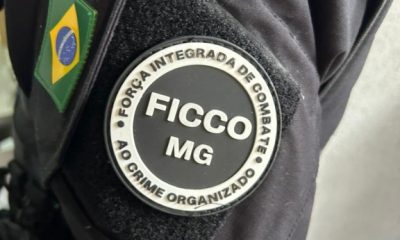 FORÇA INTEGRADA DE COMBATE
FICCO
MG
AO CRIME ORGANIZADO